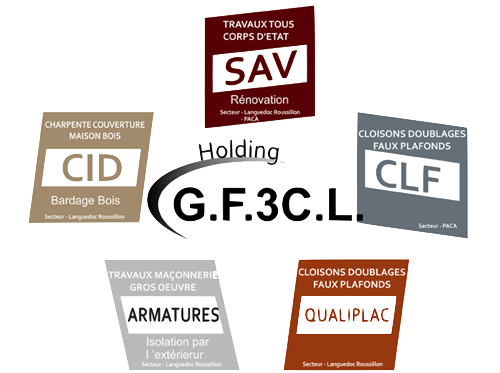 TRAVAUX TOUS
CORPS D'ETAT
SAV
Rénovation
Secteur - Languedoc Roussillon
- PACA
CHARPENTE COUVERTURE
MAISON BOIS
CID
Bardage Bois
Secteur - Languedoc Roussillon
Holding
G.F.3C.L.
CLOISONS DOUBLAGES
FAUX PLAFONDS
CLF
Secteur - PACA
TRAVAUX MAÇONNERIE
GROS OEUVRE
ARMATURES
Isolation par
l 'extérieur
Secteur - Languedoc Roussillon
CLOISONS DOUBLAGES
FAUX PLAFONDS
QUALIPLAC
Secteur - Languedoc Roussillon